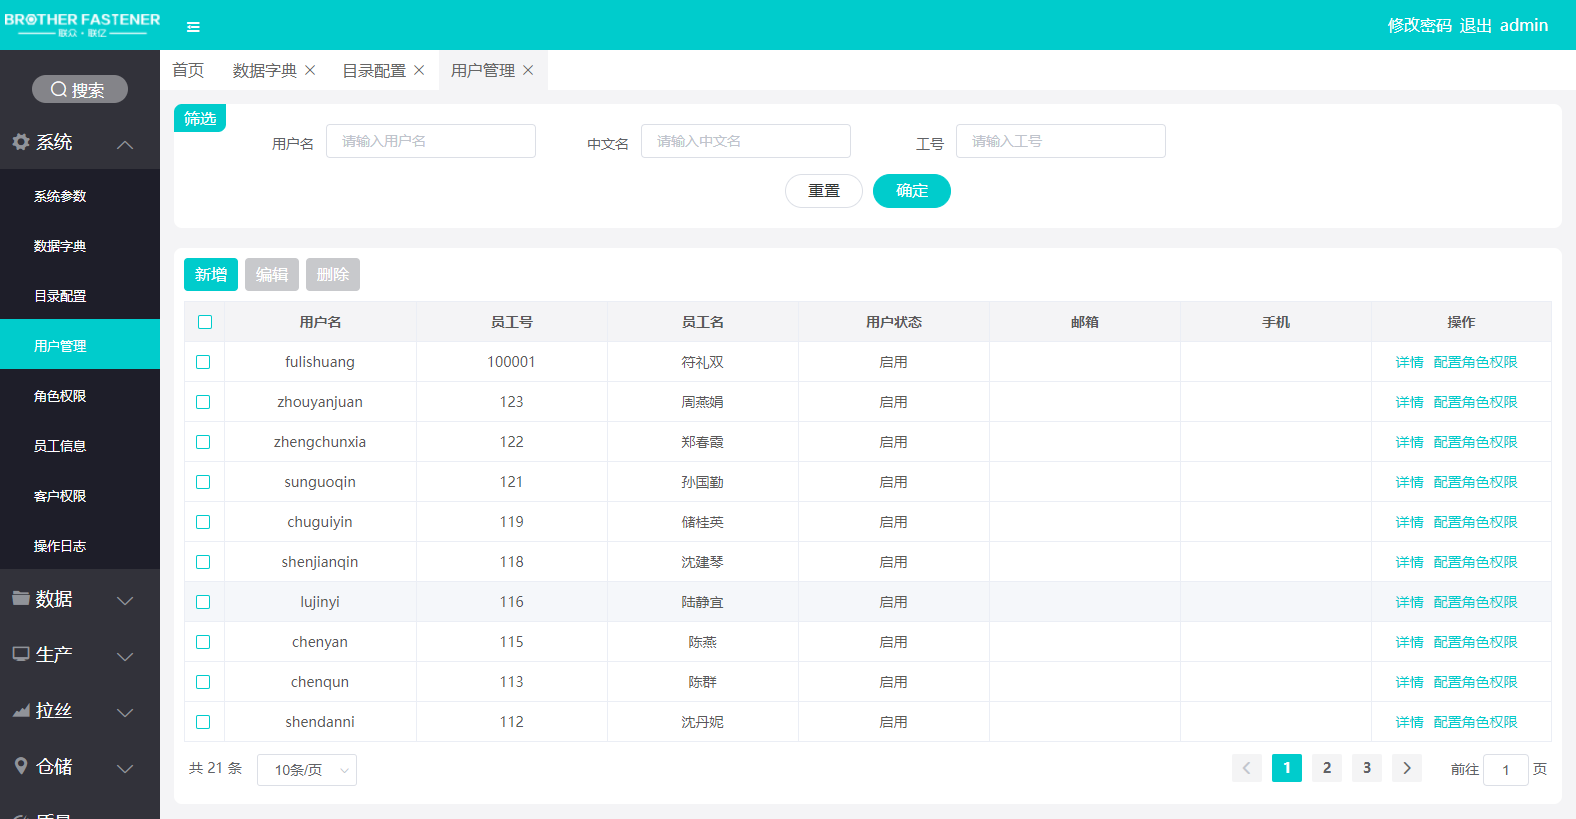 BROTHER FASTENER
联众·联亿
修改密码 退出 admin
首页 数据字典 目录配置 用户管理
搜索
系统
系统参数
数据字典
目录配置
用户管理
角色权限
员工信息
客户权限
操作日志
数据
生产
拉丝
仓储
筛选
用户名 请输入用户名 中文名 请输入中文名 工号 请输入工号
重置 确定
新增 编辑 删除
用户名 员工号 员工名 用户状态 邮箱 手机 操作
fulishuang 100001 符礼双 启用 详情 配置角色权限
zhouyanjuan 123 周燕娟 启用 详情 配置角色权限
zhengchunxia 122 郑春霞 启用 详情 配置角色权限
sunguoqin 121 孙国勤 启用 详情 配置角色权限
chuguiyin 119 储桂英 启用 详情 配置角色权限
shenjianqin 118 沈建琴 启用 详情 配置角色权限
lujinyi 116 陆静宜 启用 详情 配置角色权限
chenyan 115 陈燕 启用 详情 配置角色权限
chenqun 113 陈群 启用 详情 配置角色权限
shendanni 112 沈丹妮 启用 详情 配置角色权限
共 21 条 10条/页 1 2 3 前往 1 页